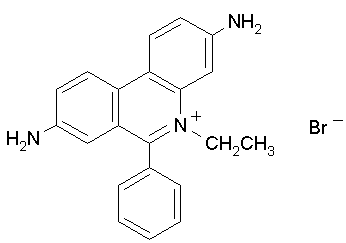 NH₂
Br⁻
H₂N
N⁺
CH₂CH₃